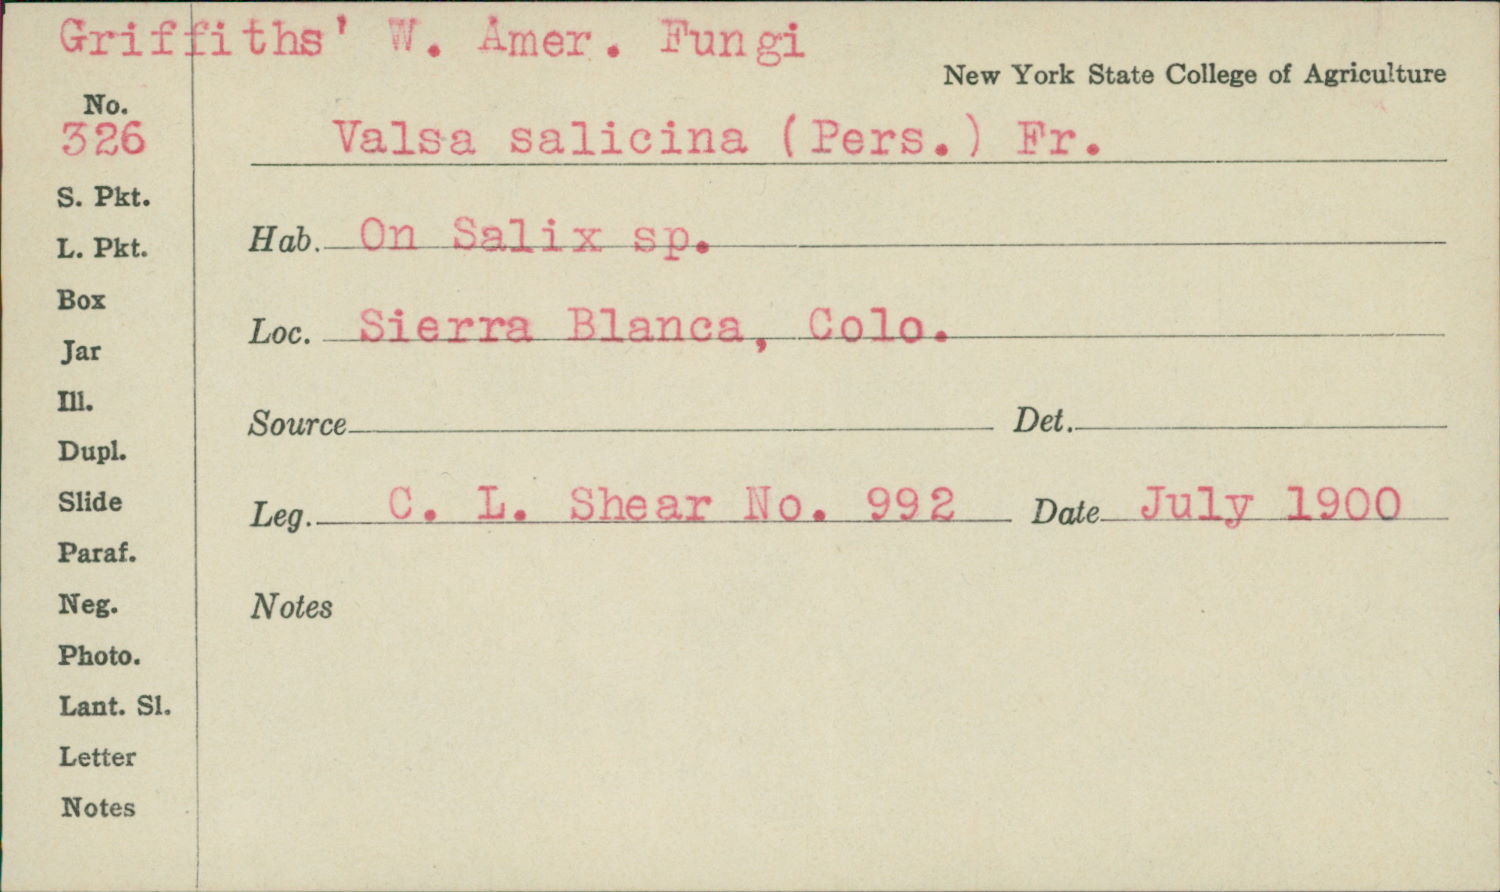 Griffiths' W. Amer. Fungi
New York State College of Agriculture
No.
326
Valsa salicina (Pers.) Fr.
S. Pkt.
L. Pkt.
Box
Jar
Ill.
Dupl.
Slide
Paraf.
Neg.
Photo.
Lant. Sl.
Letter
Notes
Hab. On Salix sp.
Loc. Sierra Blanca, Colo.
Source Det.
Leg. C. L. Shear No. 992 Date July 1900
Notes